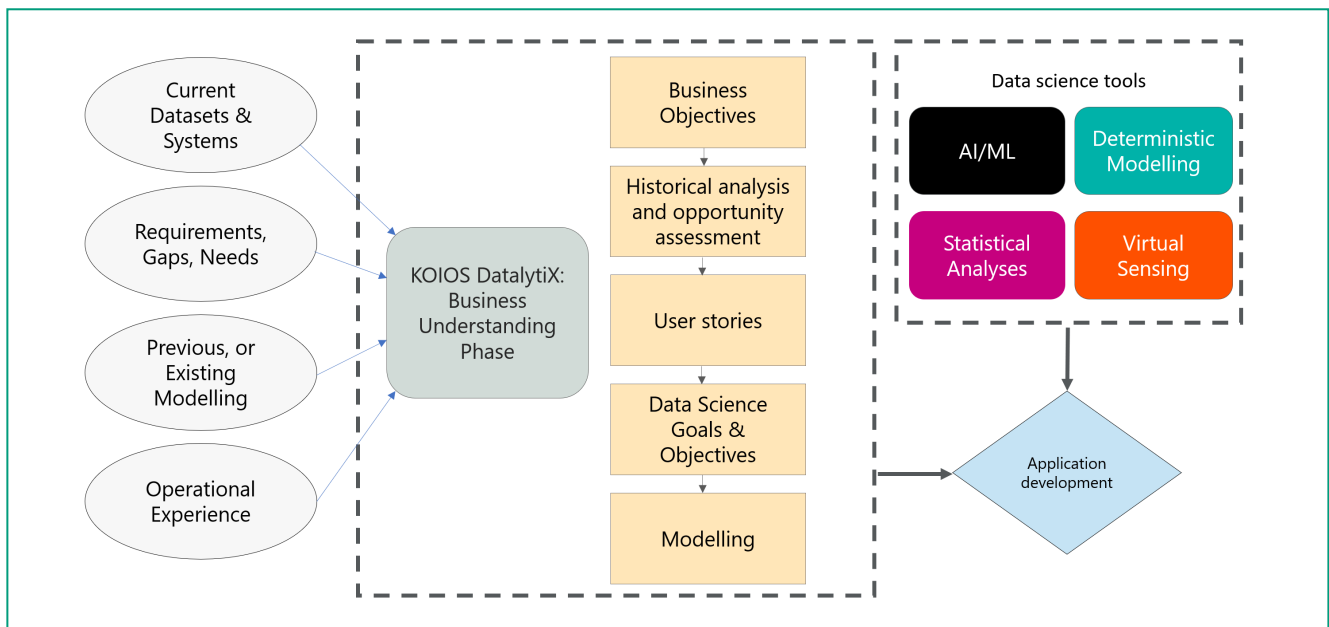 Current
Datasets &
Systems
Requirements,
Gaps, Needs
Previous, or
Existing
Modelling
Operational
Experience
KOIOS DatalytiX:
Business
Understanding
Phase
Business
Objectives
Historical analysis
and opportunity
assessment
User stories
Data Science
Goals &
Objectives
Modelling
Data science tools
AI/ML
Deterministic
Modelling
Statistical
Analyses
Virtual
Sensing
Application
development